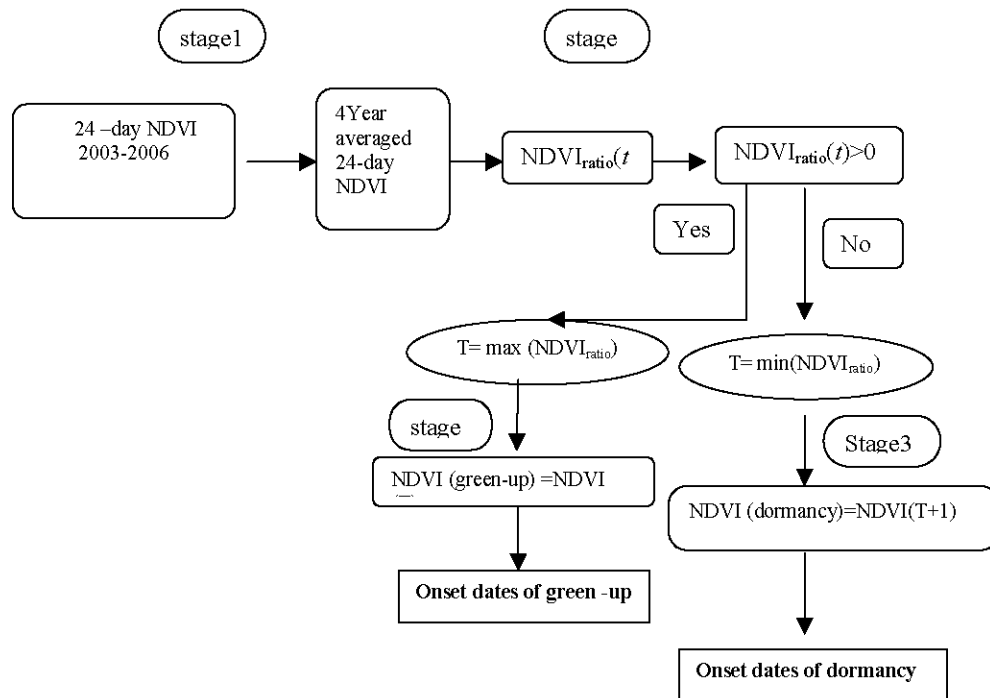 stage1
stage
24 –day NDVI
2003-2006
4Year
averaged
24-day
NDVI
NDVIratio(t
NDVIratio(t)>0
Yes
No
T= max (NDVIratio)
T= min(NDVIratio)
stage
Stage3
NDVI (green-up) =NDVI
NDVI (dormancy)=NDVI(T+1)
Onset dates of green -up
Onset dates of dormancy